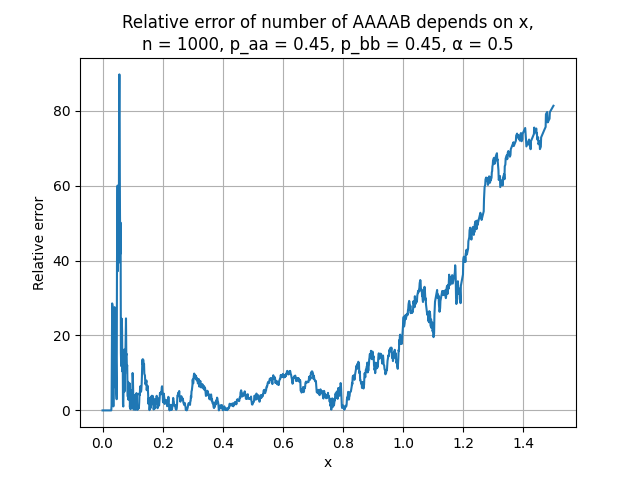 Relative error of number of AAAAB depends on x,
n = 1000, p_aa = 0.45, p_bb = 0.45, α = 0.5
Relative error
80
60
40
20
0
0.0 0.2 0.4 0.6 0.8 1.0 1.2 1.4
x